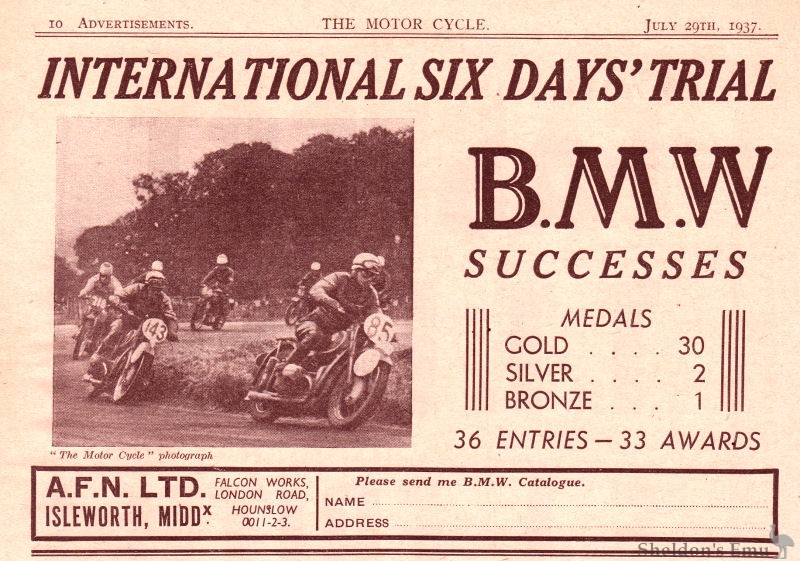 10 Advertisements. THE MOTOR CYCLE. July 29th, 1937.
INTERNATIONAL SIX DAYS' TRIAL
B.M.W
SUCCESSES
143
85
MEDALS
GOLD . . . . 30
SILVER . . . . 2
BRONZE . . . 1
36 ENTRIES – 33 AWARDS
"The Motor Cycle" photograph
A.F.N. LTD.
ISLEWORTH, MIDDX
FALCON WORKS,
LONDON ROAD,
HOUNSLOW
0011-2-3.
Please send me B.M.W. Catalogue.
NAME
ADDRESS
Sheldon's Emu